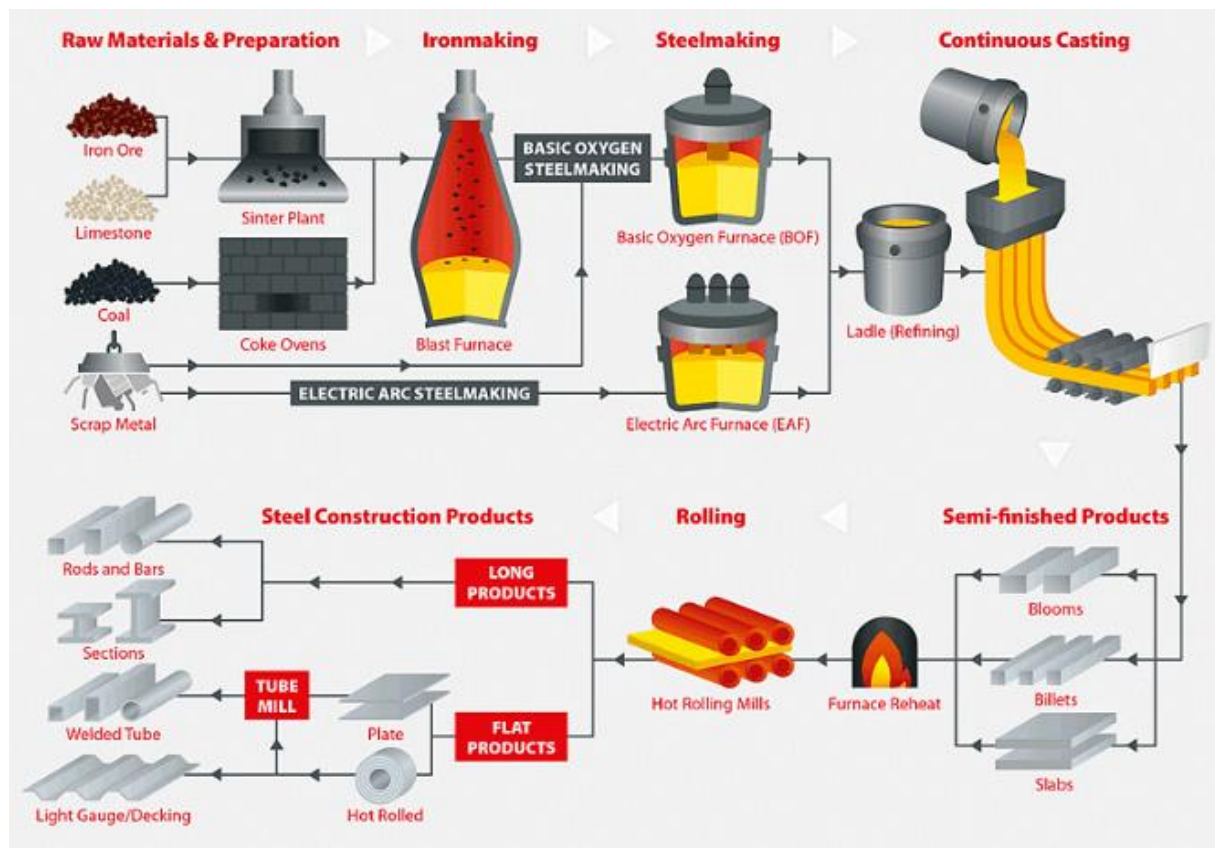 Raw Materials & Preparation
Ironmaking
Steelmaking
Continuous Casting
Iron Ore
Limestone
Sinter Plant
Coal
Coke Ovens
Scrap Metal
Blast Furnace
BASIC OXYGEN
STEELMAKING
ELECTRIC ARC STEELMAKING
Basic Oxygen Furnace (BOF)
Electric Arc Furnace (EAF)
Ladle (Refining)
Semi-finished Products
Rolling
Steel Construction Products
Blooms
Billets
Slabs
Furnace Reheat
Hot Rolling Mills
LONG
PRODUCTS
FLAT
PRODUCTS
Rods and Bars
Sections
TUBE
MILL
Plate
Welded Tube
Hot Rolled
Light Gauge/Decking